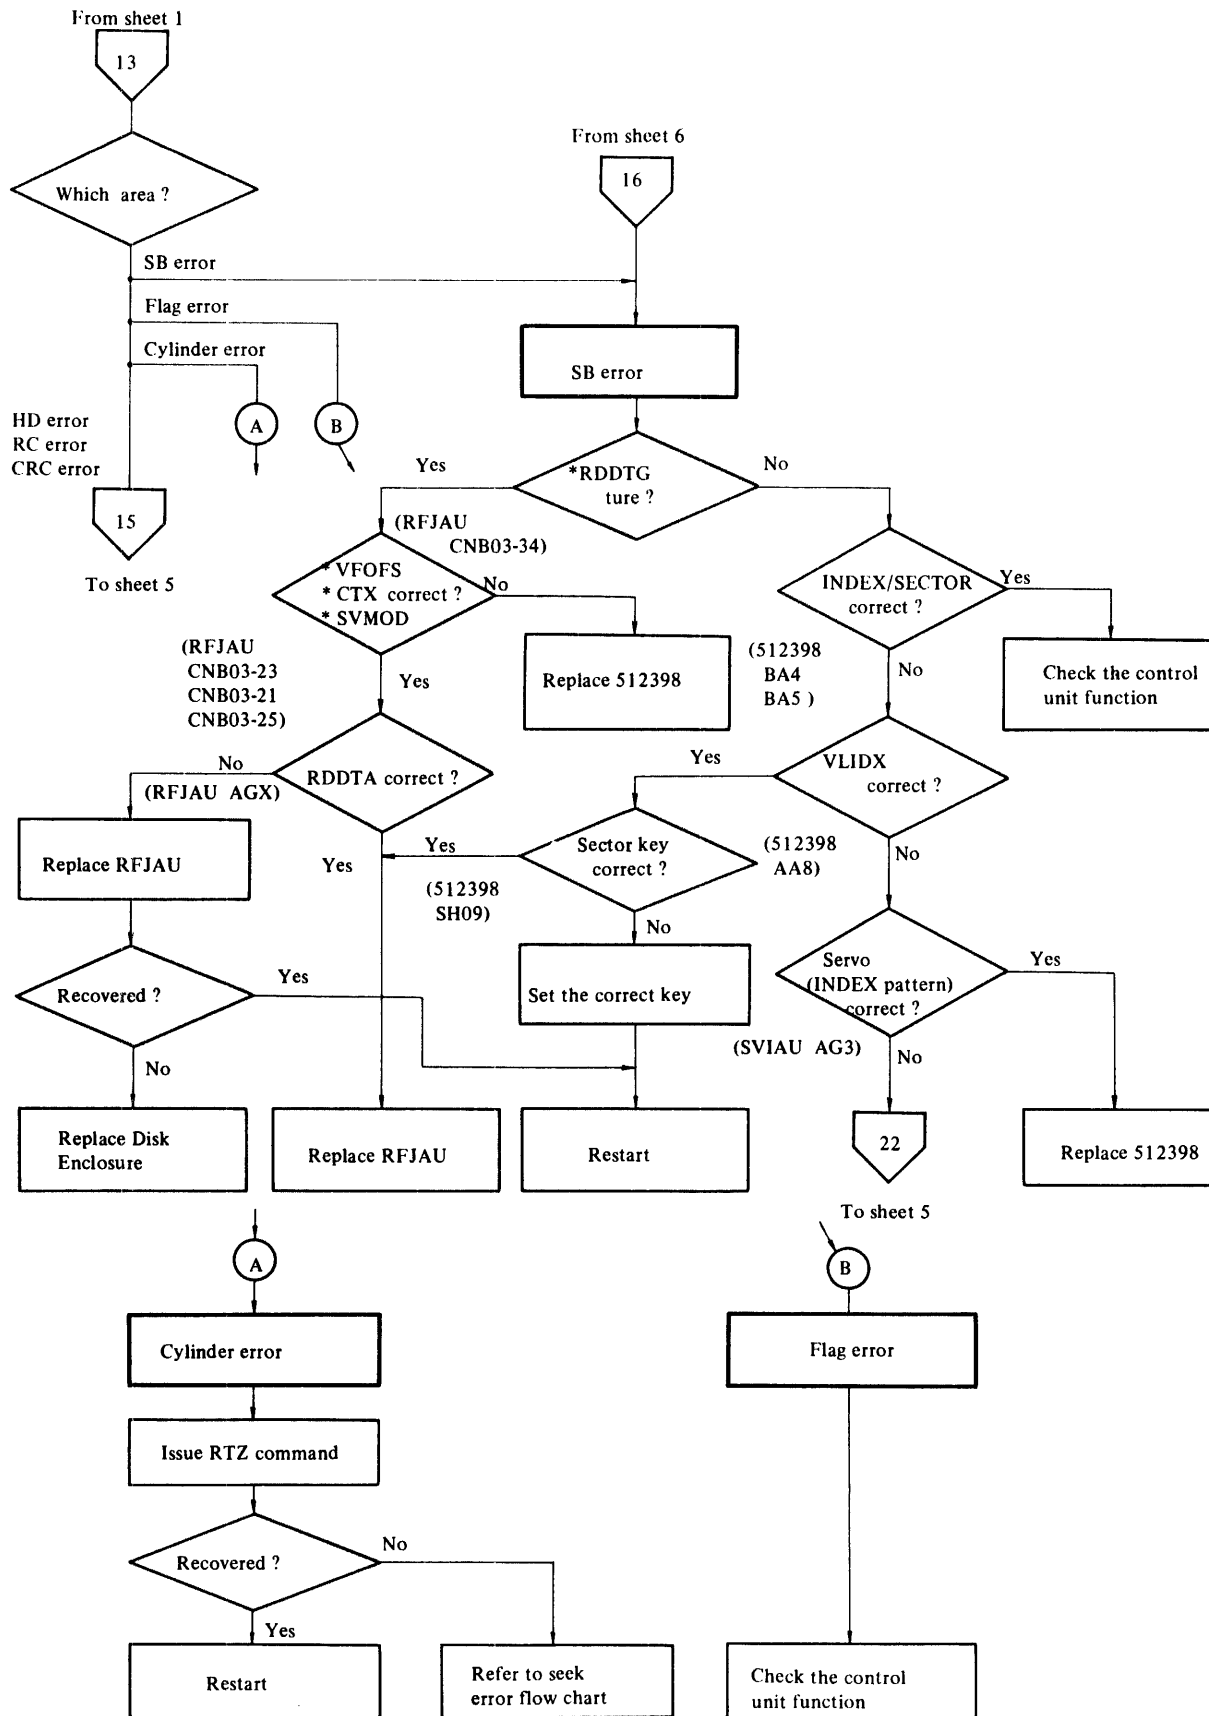 From sheet 1
13
Which area ?
From sheet 6
16
SB error
Flag error
Cylinder error
HD error
RC error
CRC error
A
B
15
To sheet 5
SB error
Yes
*RDDTG
ture ?
No
(RFJAU
CNB03-34)
* VFOFS
* CTX correct ?
* SVMOD
No
INDEX/SECTOR
correct ?
Yes
(RFJAU
CNB03-23
CNB03-21
CNB03-25)
Yes
Replace 512398
(512398
BA4
BA5 )
No
Check the control
unit function
No
(RFJAU AGX)
RDDTA correct ?
Yes
VLIDX
correct ?
Replace RFJAU
Yes
Yes
Sector key
correct ?
(512398
AA8)
No
(512398
SH09)
No
Recovered ?
Yes
Set the correct key
Servo
(INDEX pattern)
correct ?
Yes
(SVIAU AG3)
No
No
Replace Disk
Enclosure
Replace RFJAU
Restart
22
Replace 512398
To sheet 5
A
B
Cylinder error
Flag error
Issue RTZ command
Recovered ?
No
Yes
Restart
Refer to seek
error flow chart
Check the control
unit function